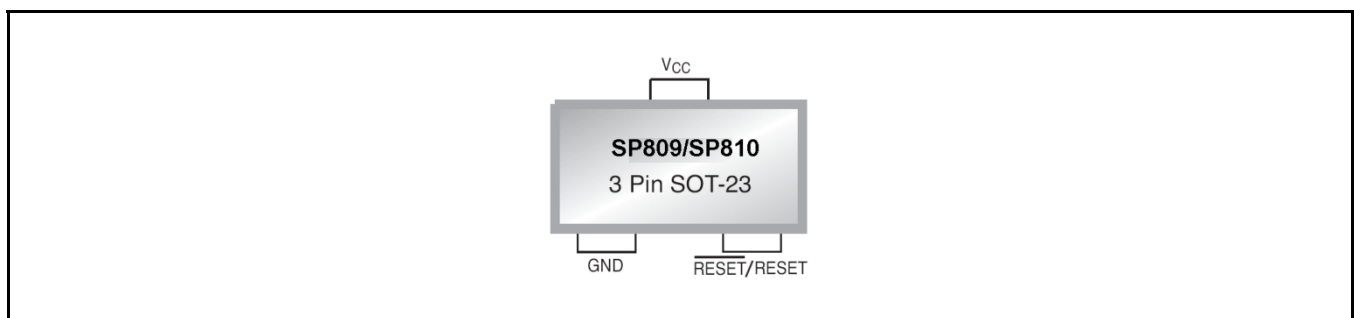 VCC
SP809/SP810
3 Pin SOT-23
GND
RESET/RESET